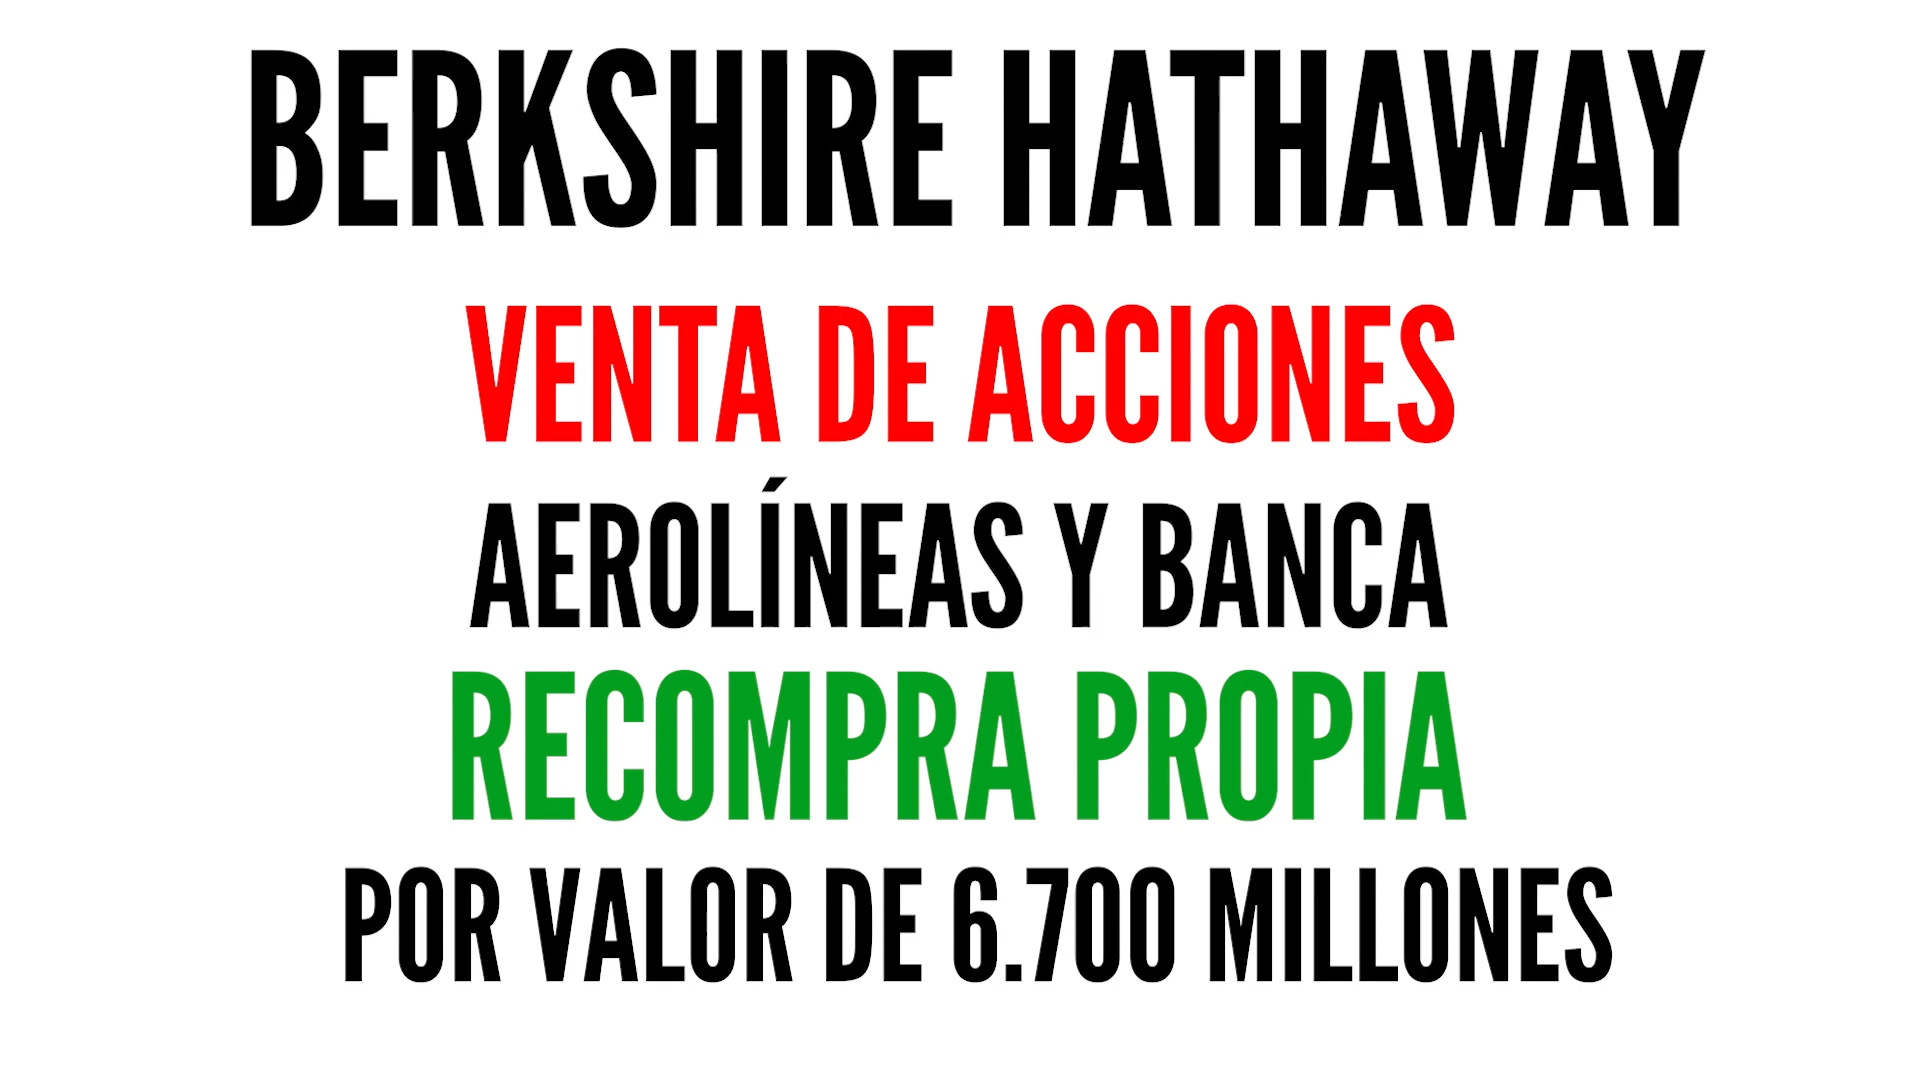 BERKSHIRE HATHAWAY
VENTA DE ACCIONES
AEROLÍNEAS Y BANCA
RECOMPRA PROPIA
POR VALOR DE 6.700 MILLONES